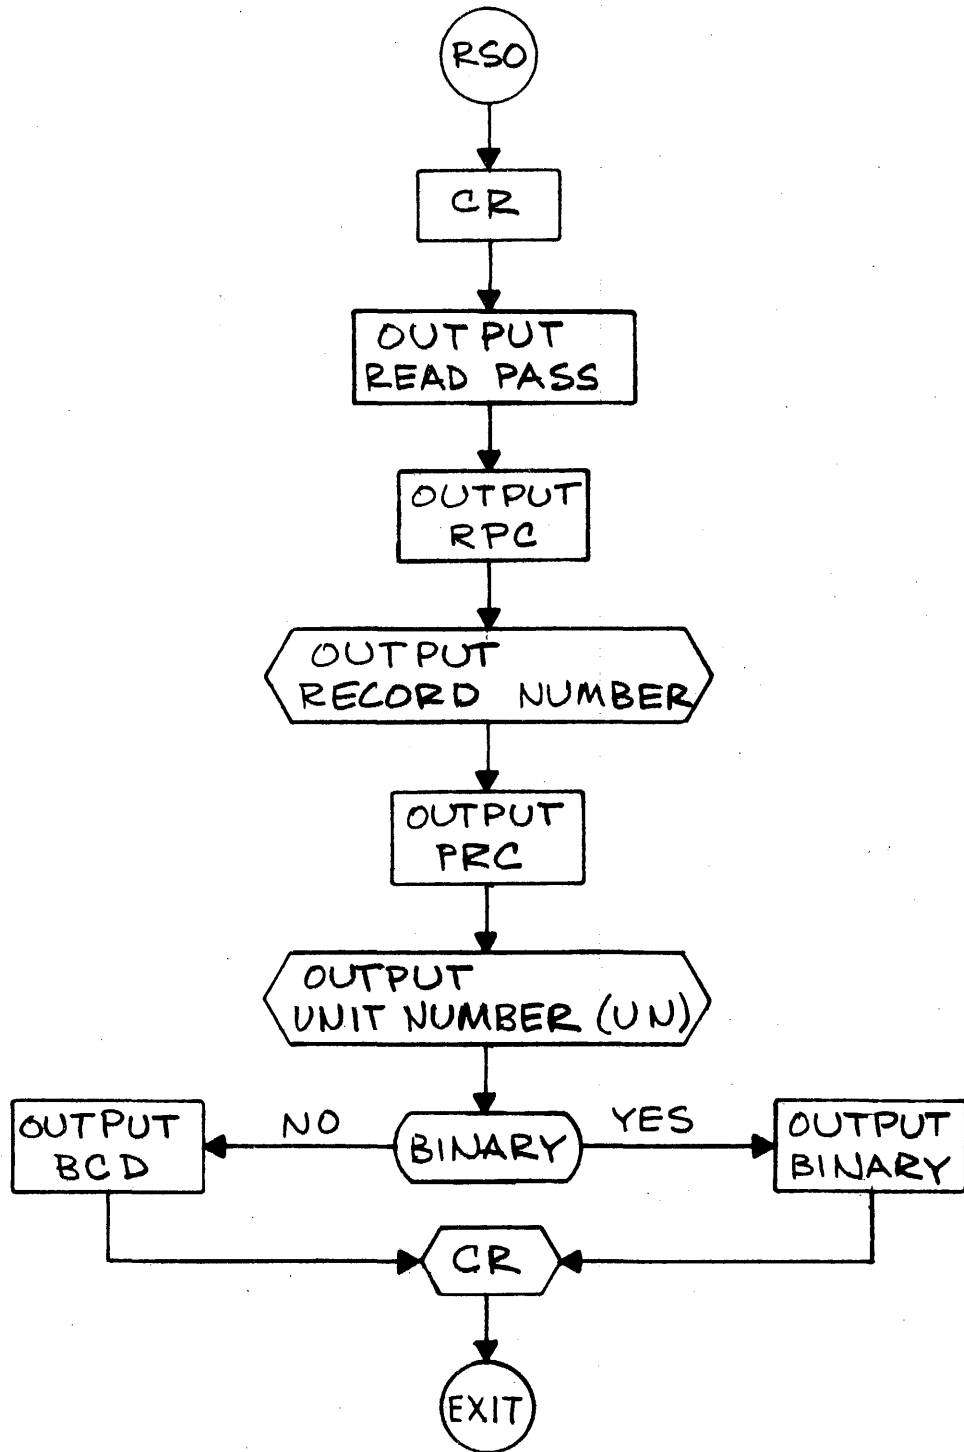 RSO
CR
OUTPUT
READ PASS
OUTPUT
RPC
OUTPUT
RECORD NUMBER
OUTPUT
PRC
OUTPUT
UNIT NUMBER (UN)
OUTPUT
BCD
NO
BINARY
YES
OUTPUT
BINARY
CR
EXIT